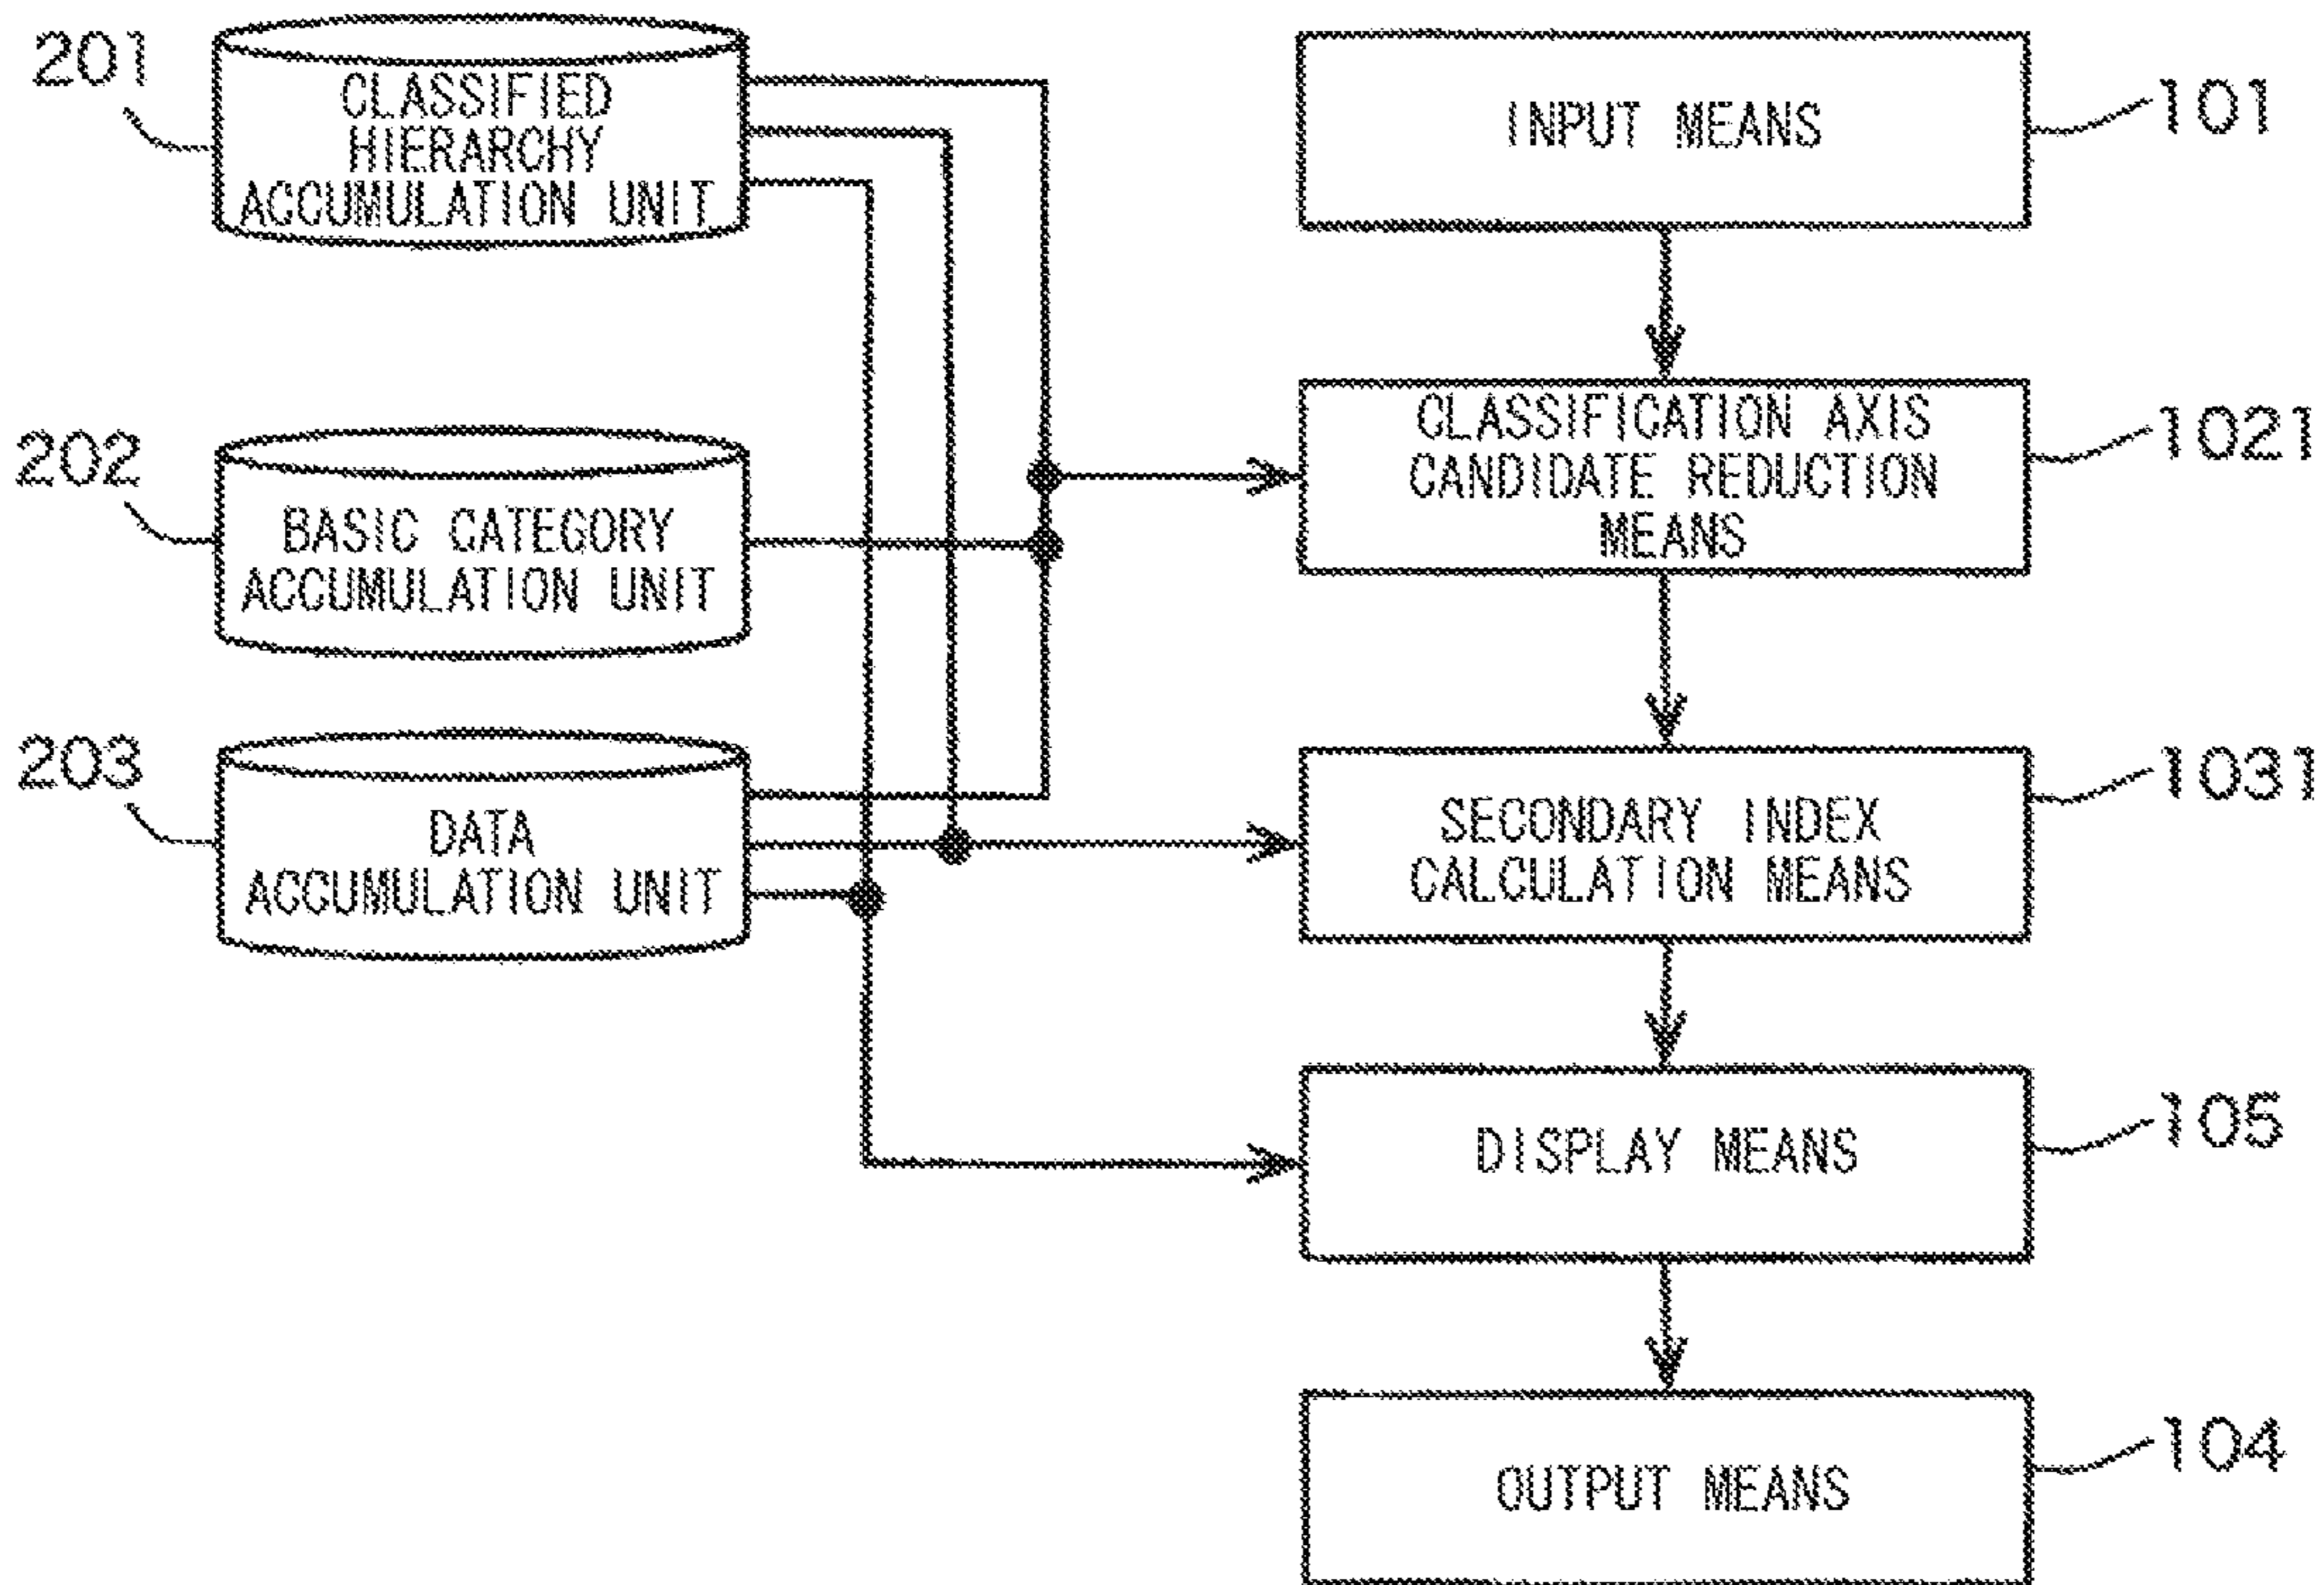 201
CLASSIFIED
HIERARCHY
ACCUMULATION UNIT
202
BASIC CATEGORY
ACCUMULATION UNIT
203
DATA
ACCUMULATION UNIT
INPUT MEANS
101
CLASSIFICATION AXIS
CANDIDATE REDUCTION
MEANS
1021
SECONDARY INDEX
CALCULATION MEANS
1031
DISPLAY MEANS
105
OUTPUT MEANS
104